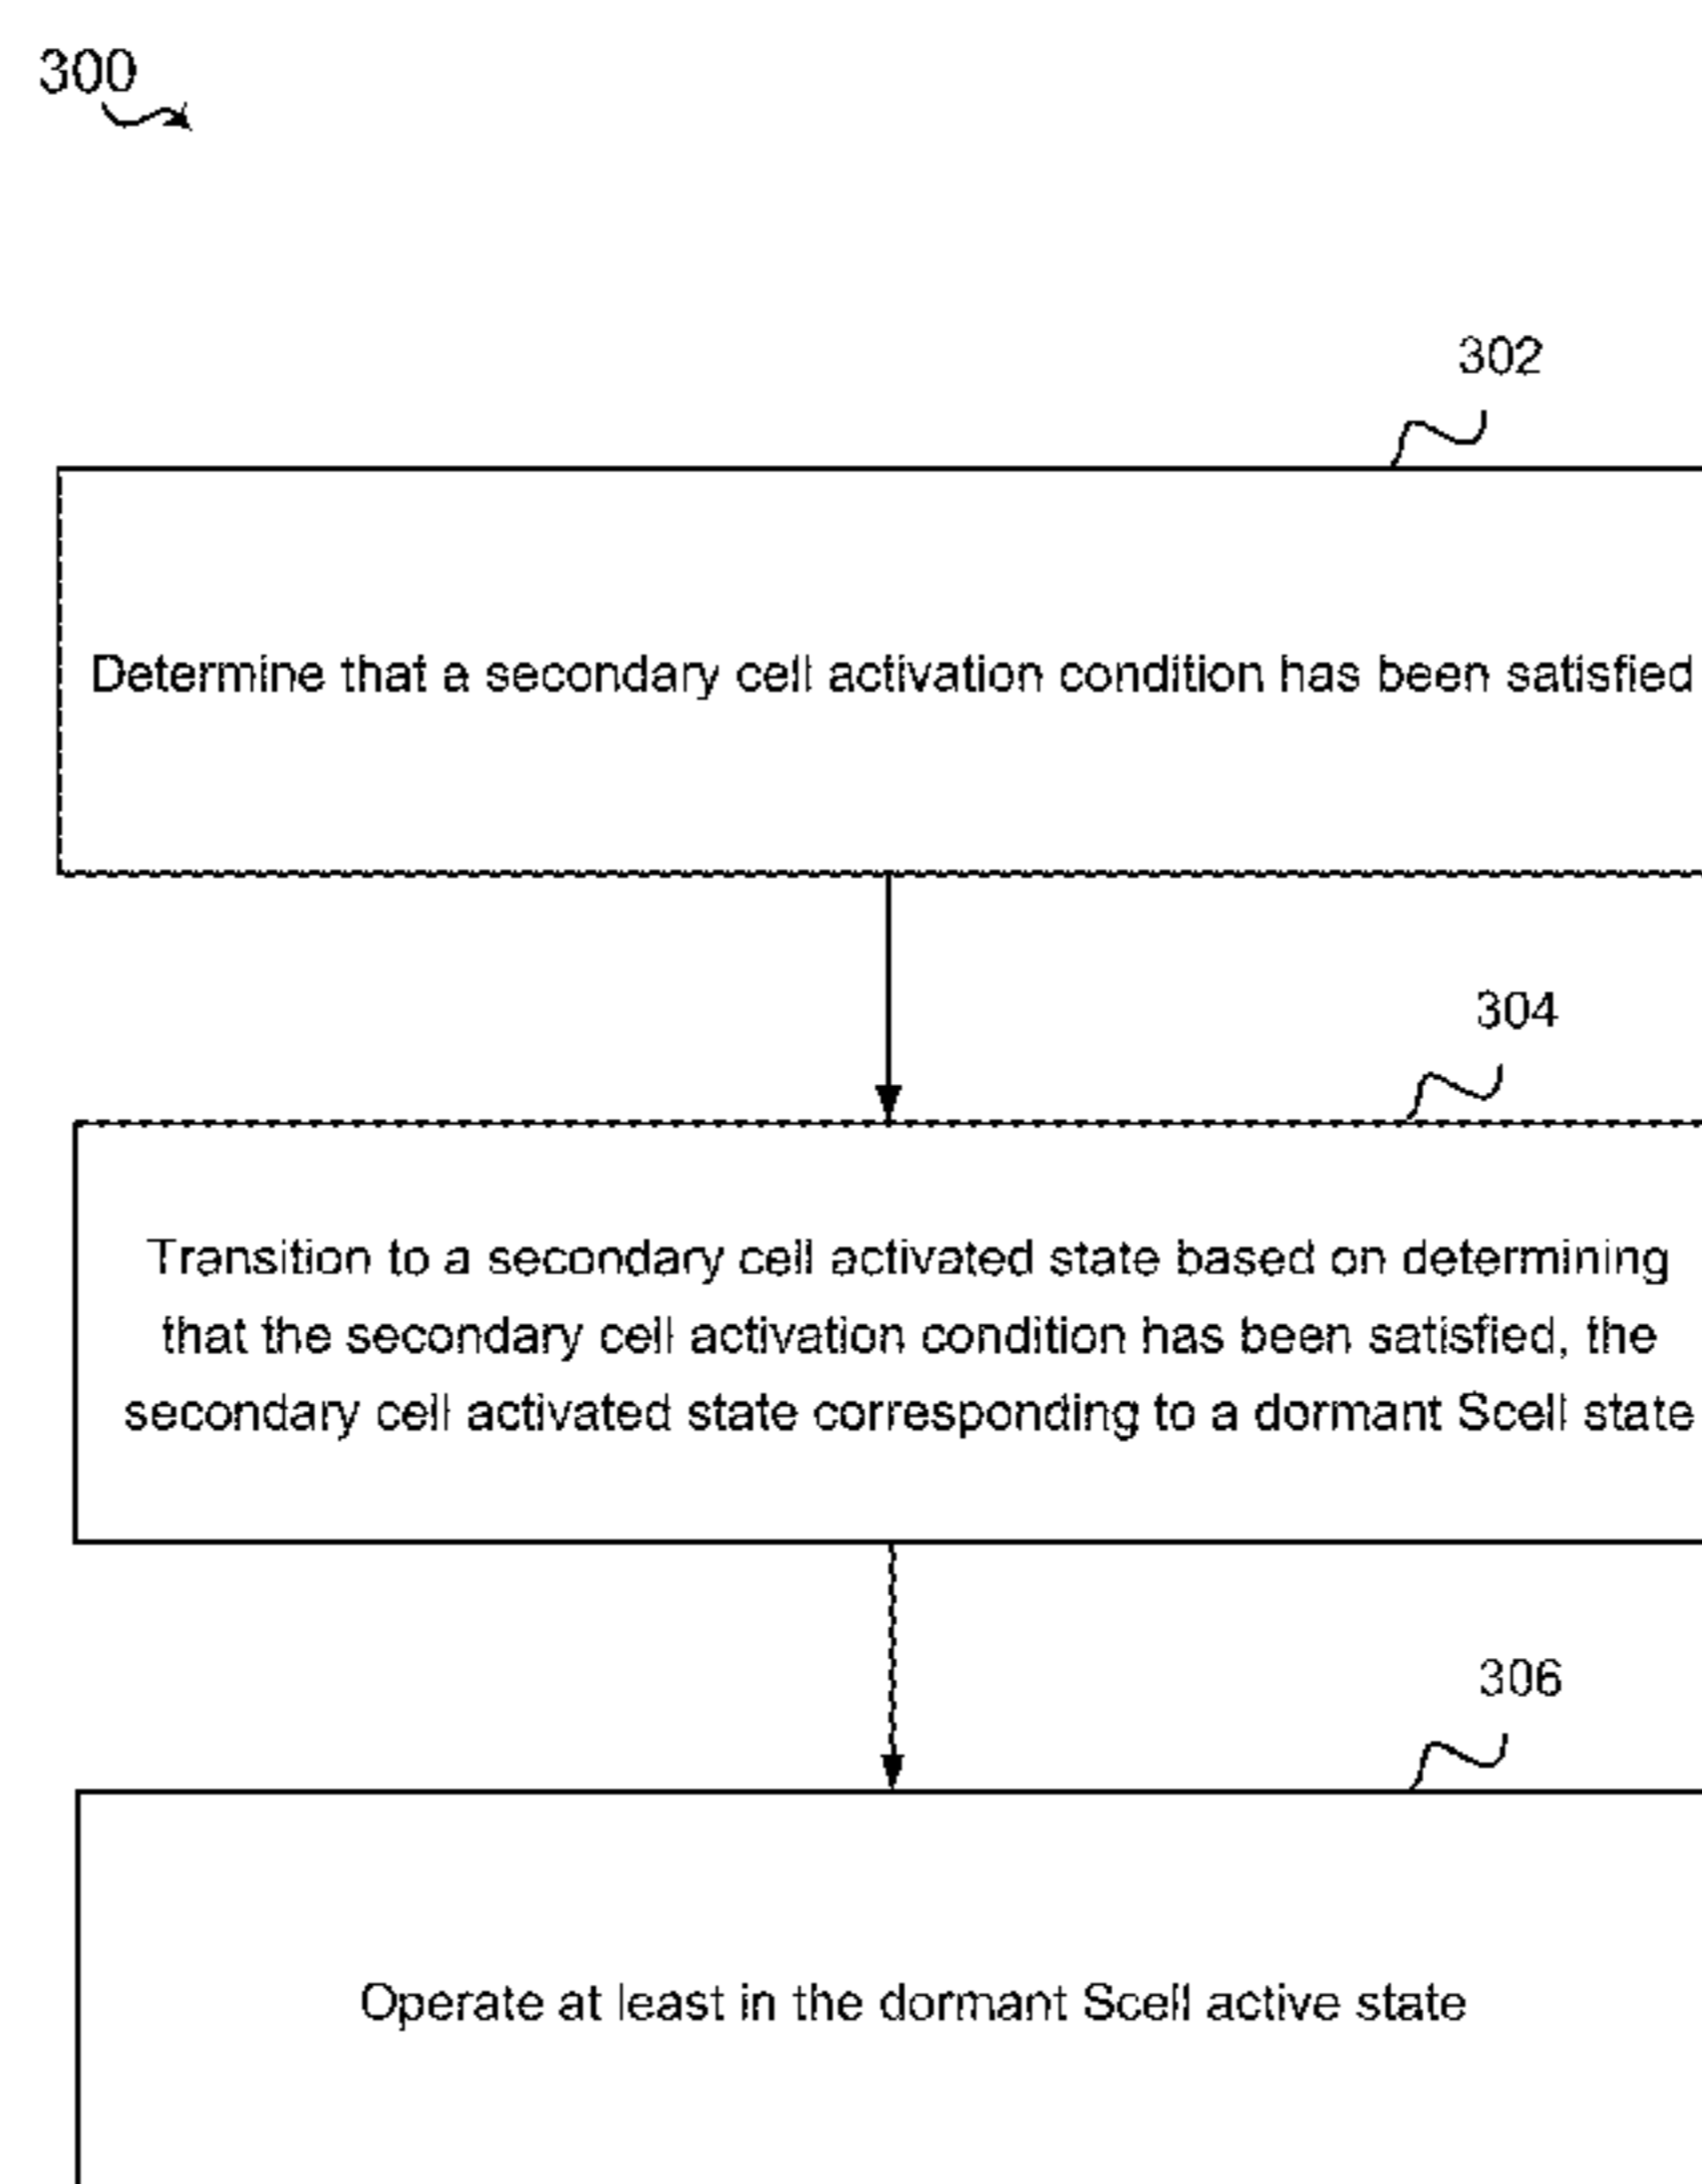 300
302
Determine that a secondary cell activation condition has been satisfied
304
Transition to a secondary cell activated state based on determining
that the secondary cell activation condition has been satisfied, the
secondary cell activated state corresponding to a dormant Scell state
306
Operate at least in the dormant Scell active state